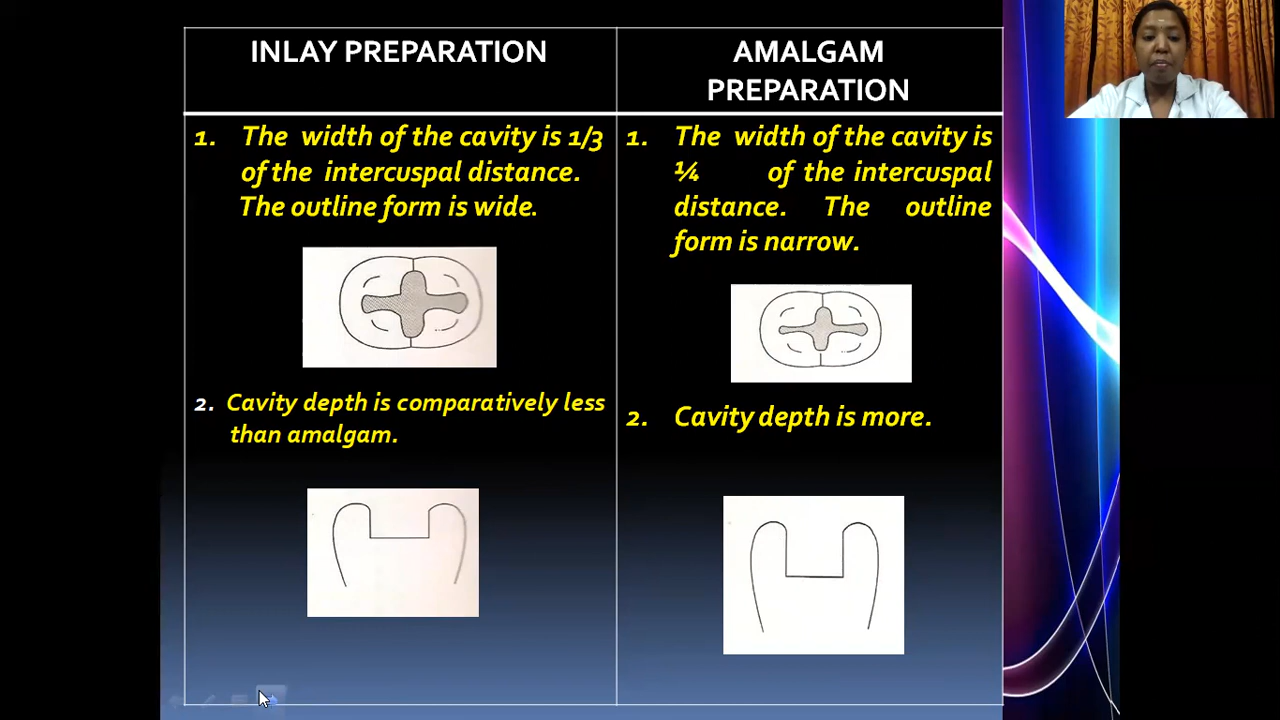 INLAY PREPARATION
1. The width of the cavity is 1/3
of the intercuspal distance.
The outline form is wide.
2. Cavity depth is comparatively less
than amalgam.
AMALGAM
PREPARATION
1. The width of the cavity is
¼ of the intercuspal
distance. The outline
form is narrow.
2. Cavity depth is more.